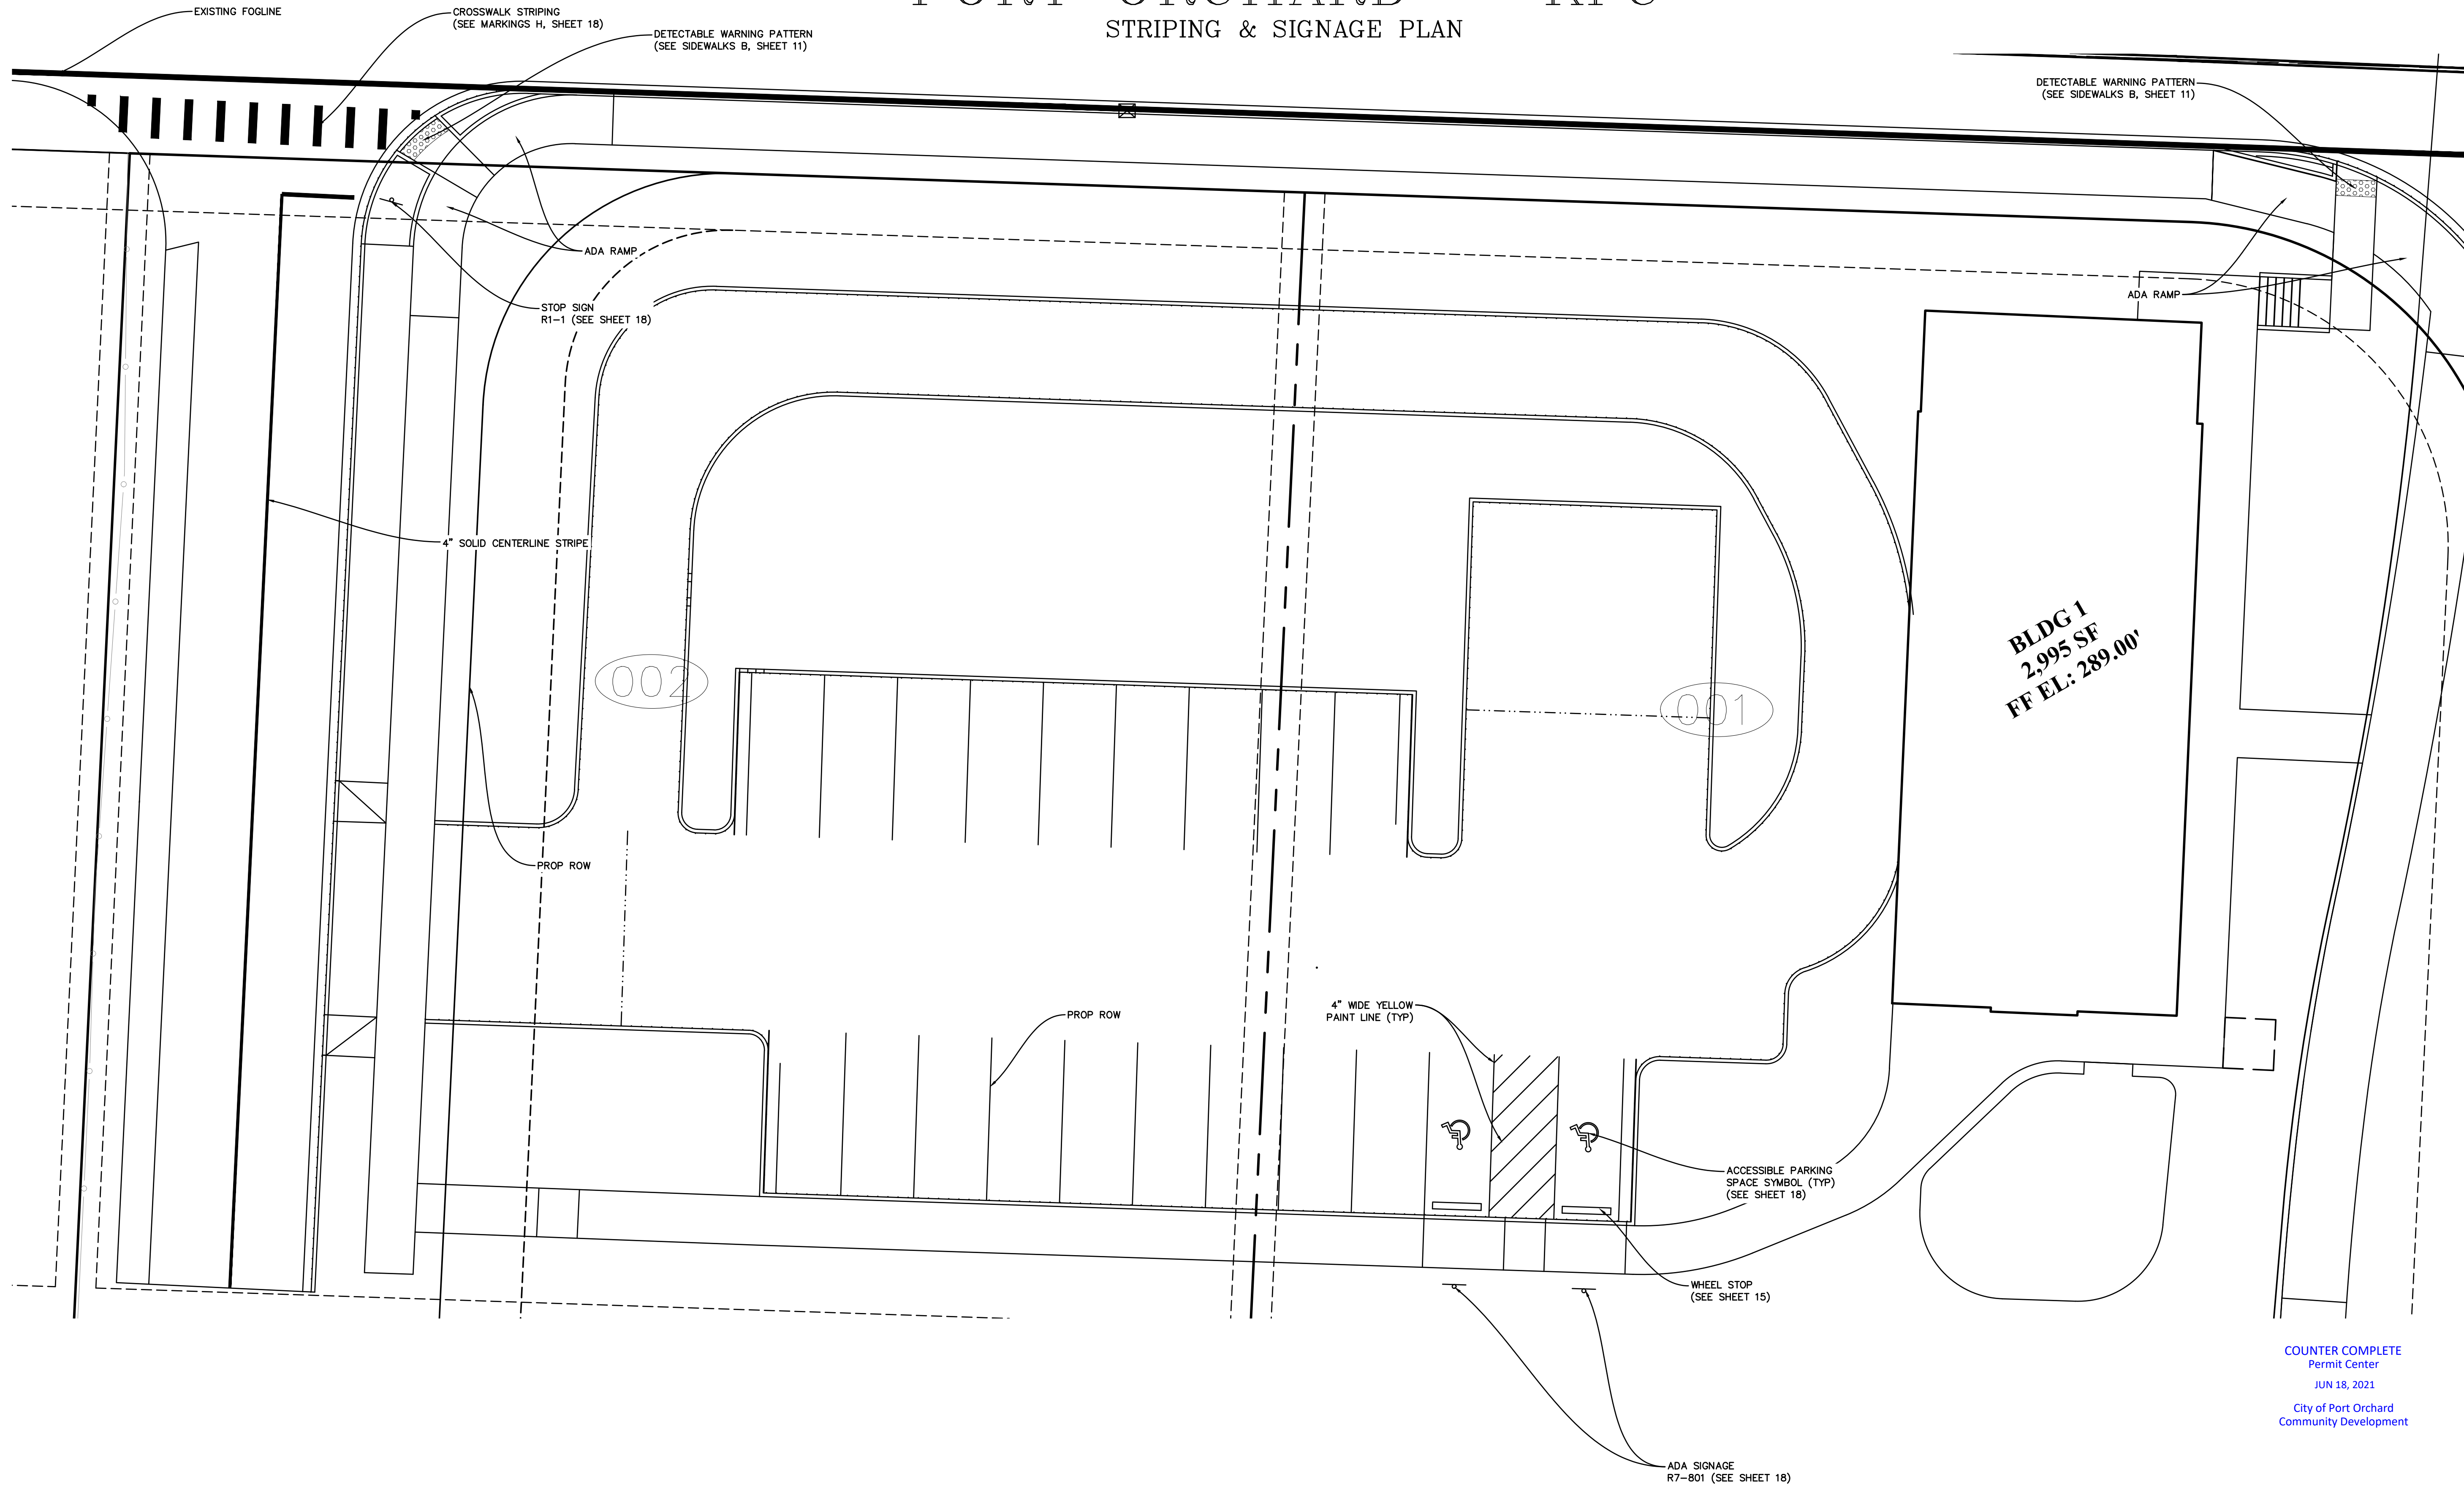 STRIPING & SIGNAGE PLAN
EXISTING FOGLINE
CROSSWALK STRIPING
(SEE MARKINGS H, SHEET 18)
DETECTABLE WARNING PATTERN
(SEE SIDEWALKS B, SHEET 11)
DETECTABLE WARNING PATTERN
(SEE SIDEWALKS B, SHEET 11)
ADA RAMP
STOP SIGN
R1-1 (SEE SHEET 18)
ADA RAMP
4" SOLID CENTERLINE STRIPE
BLDG 1
2,995 SF
FF EL: 289.00'
002
001
PROP ROW
PROP ROW
4" WIDE YELLOW
PAINT LINE (TYP)
ACCESSIBLE PARKING
SPACE SYMBOL (TYP)
(SEE SHEET 18)
WHEEL STOP
(SEE SHEET 15)
ADA SIGNAGE
R7-801 (SEE SHEET 18)
COUNTER COMPLETE
Permit Center
JUN 18, 2021
City of Port Orchard
Community Development